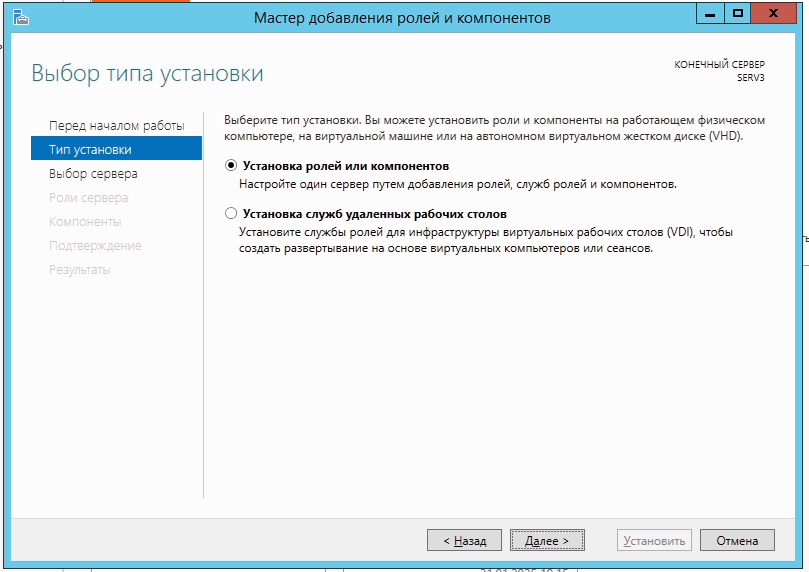 Мастер добавления ролей и компонентов
Выбор типа установки
КОНЕЧНЫЙ СЕРВЕР
SERV3
Перед началом работы
Тип установки
Выбор сервера
Роли сервера
Компоненты
Подтверждение
Результаты
Выберите тип установки. Вы можете установить роли и компоненты на работающем физическом
компьютере, на виртуальной машине или на автономном виртуальном жестком диске (VHD).
Установка ролей или компонентов
Настройте один сервер путем добавления ролей, служб ролей и компонентов.
Установка служб удаленных рабочих столов
Установите службы ролей для инфраструктуры виртуальных рабочих столов (VDI), чтобы
создать развертывание на основе виртуальных компьютеров или сеансов.
< Назад
Далее >
Установить
Отмена